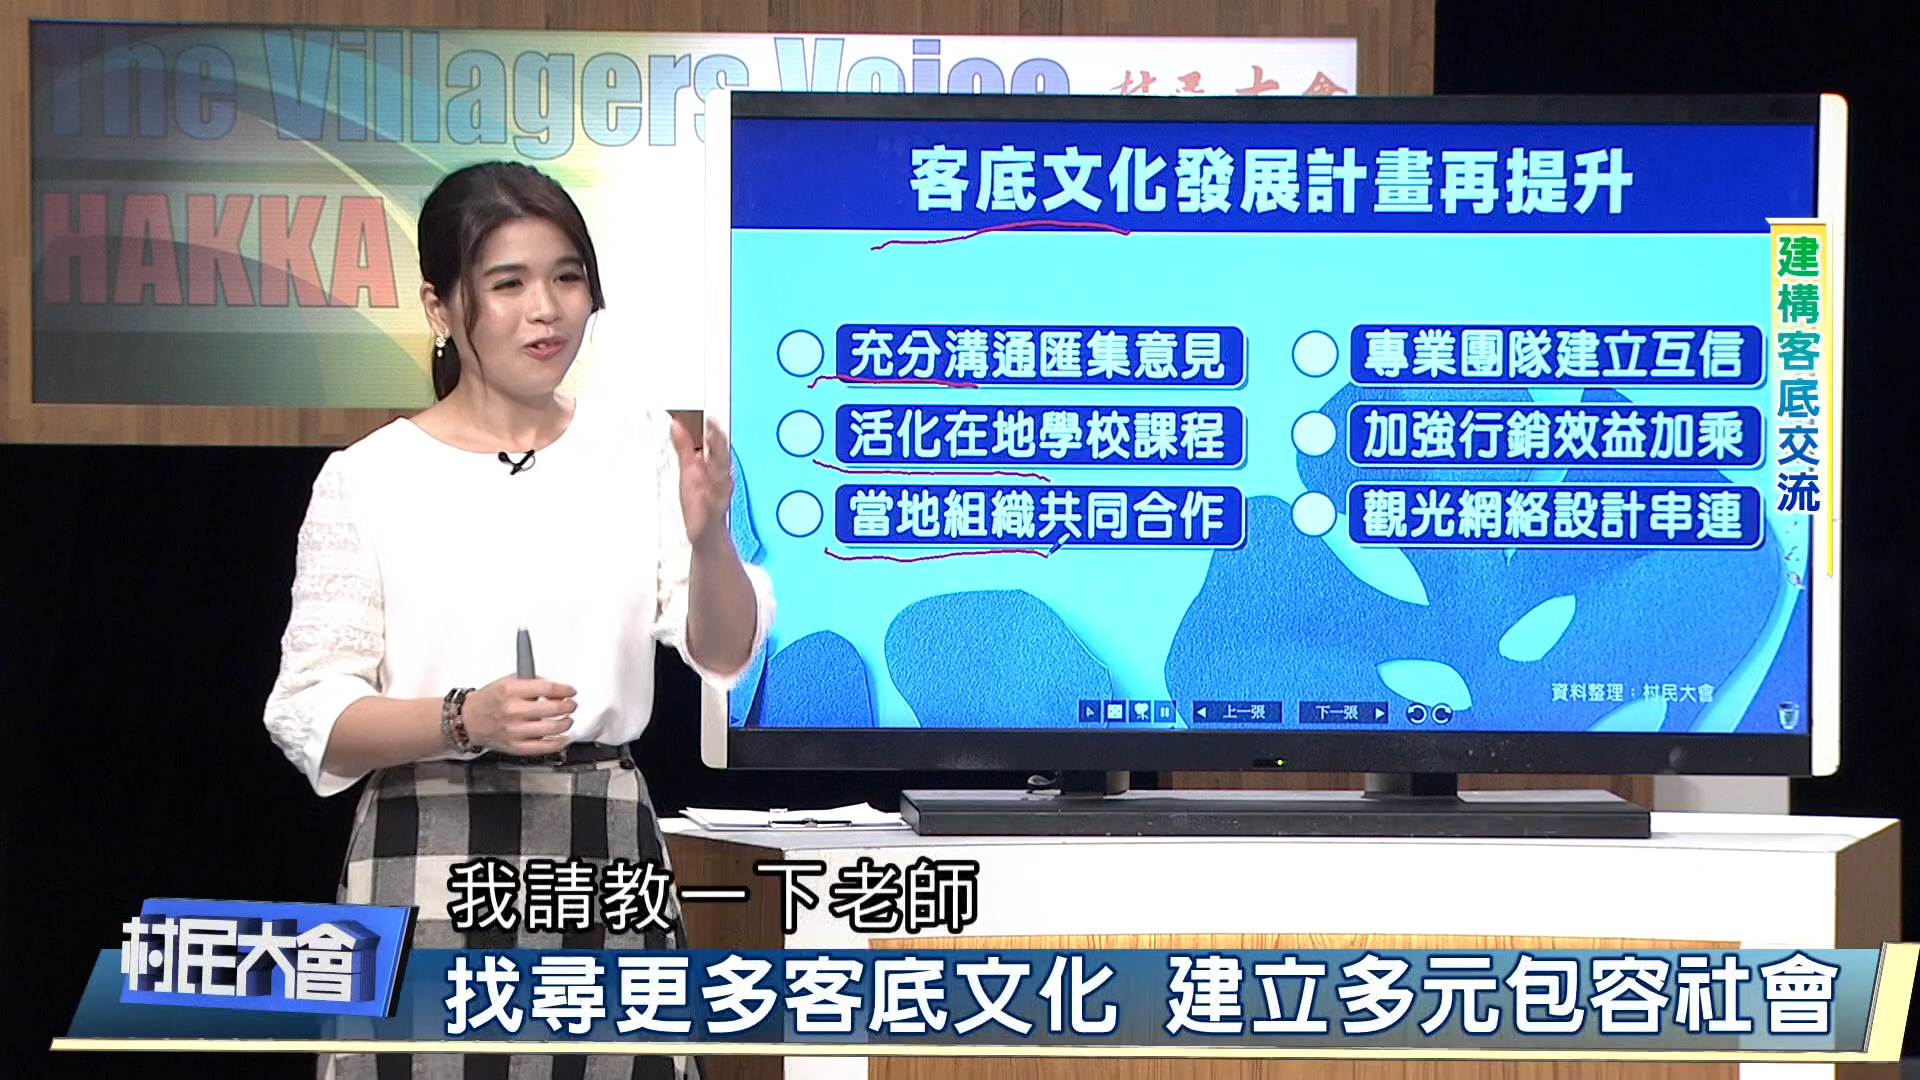 The Villagers Voice
村民大會
HAKKA
客底文化發展計畫再提升
充分溝通匯集意見
活化在地學校課程
當地組織共同合作
專業團隊建立互信
加強行銷效益加乘
觀光網絡設計串連
資料整理：村民大會
上一張
下一張
建構客底交流
我請教一下老師
村民大會
找尋更多客底文化 建立多元包容社會